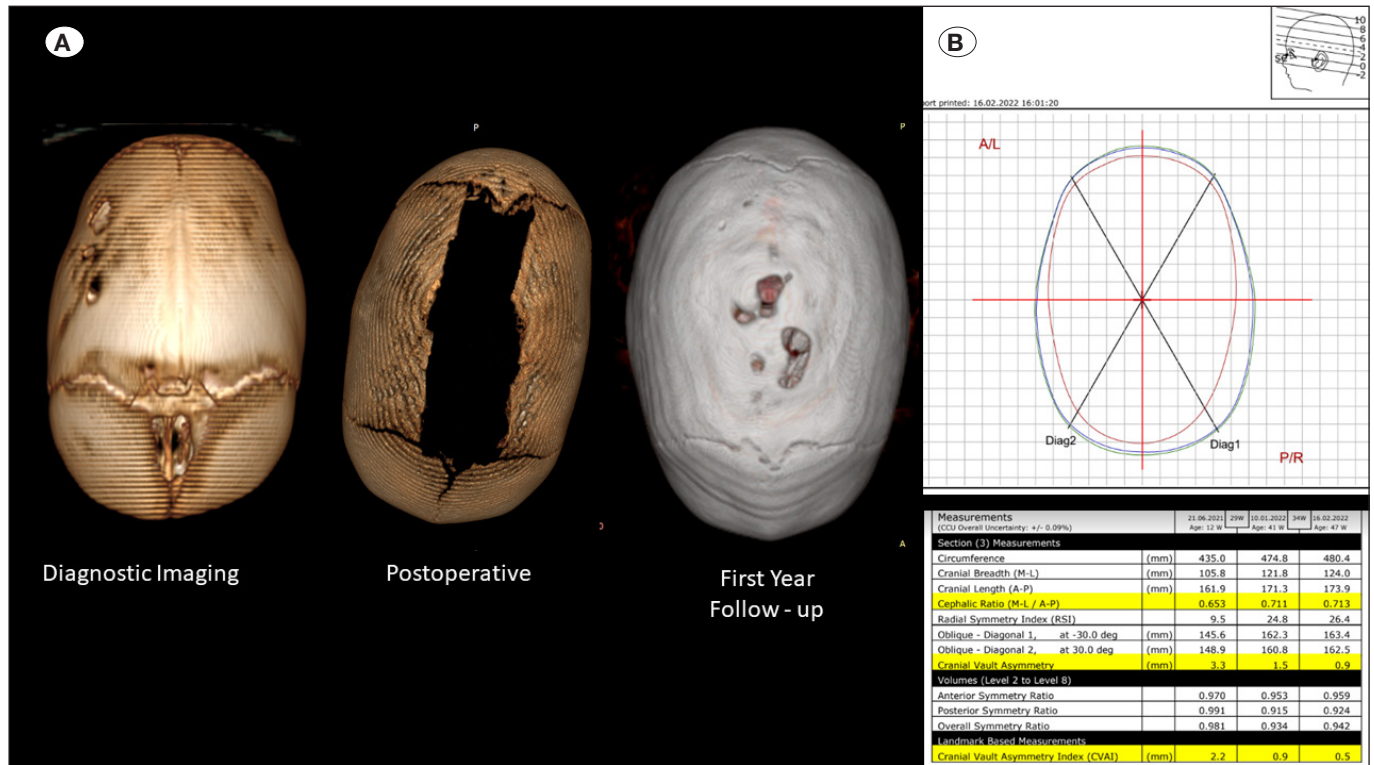 A
P
P
A
Diagnostic Imaging
Postoperative
First Year
Follow - up
B
10
8
6
4
2
0
-2
ort printed: 16.02.2022 16:01:20
A/L
Diag2
Diag1
P/R
Measurements 21.06.2021 29W 10.01.2022 34W 16.02.2022
(CCU Overall Uncertainty: +/- 0.09%) Age: 12 W Age: 41 W Age: 47 W
Section (3) Measurements
Circumference (mm) 435.0 474.8 480.4
Cranial Breadth (M-L) (mm) 105.8 121.8 124.0
Cranial Length (A-P) (mm) 161.9 171.3 173.9
Cephalic Ratio (M-L / A-P) 0.653 0.711 0.713
Radial Symmetry Index (RSI) 9.5 24.8 26.4
Oblique - Diagonal 1, at -30.0 deg (mm) 145.6 162.3 163.4
Oblique - Diagonal 2, at 30.0 deg (mm) 148.9 160.8 162.5
Cranial Vault Asymmetry (mm) 3.3 1.5 0.9
Volumes (Level 2 to Level 8)
Anterior Symmetry Ratio 0.970 0.953 0.959
Posterior Symmetry Ratio 0.991 0.915 0.924
Overall Symmetry Ratio 0.981 0.934 0.942
Landmark Based Measurements
Cranial Vault Asymmetry Index (CVAI) (mm) 2.2 0.9 0.5